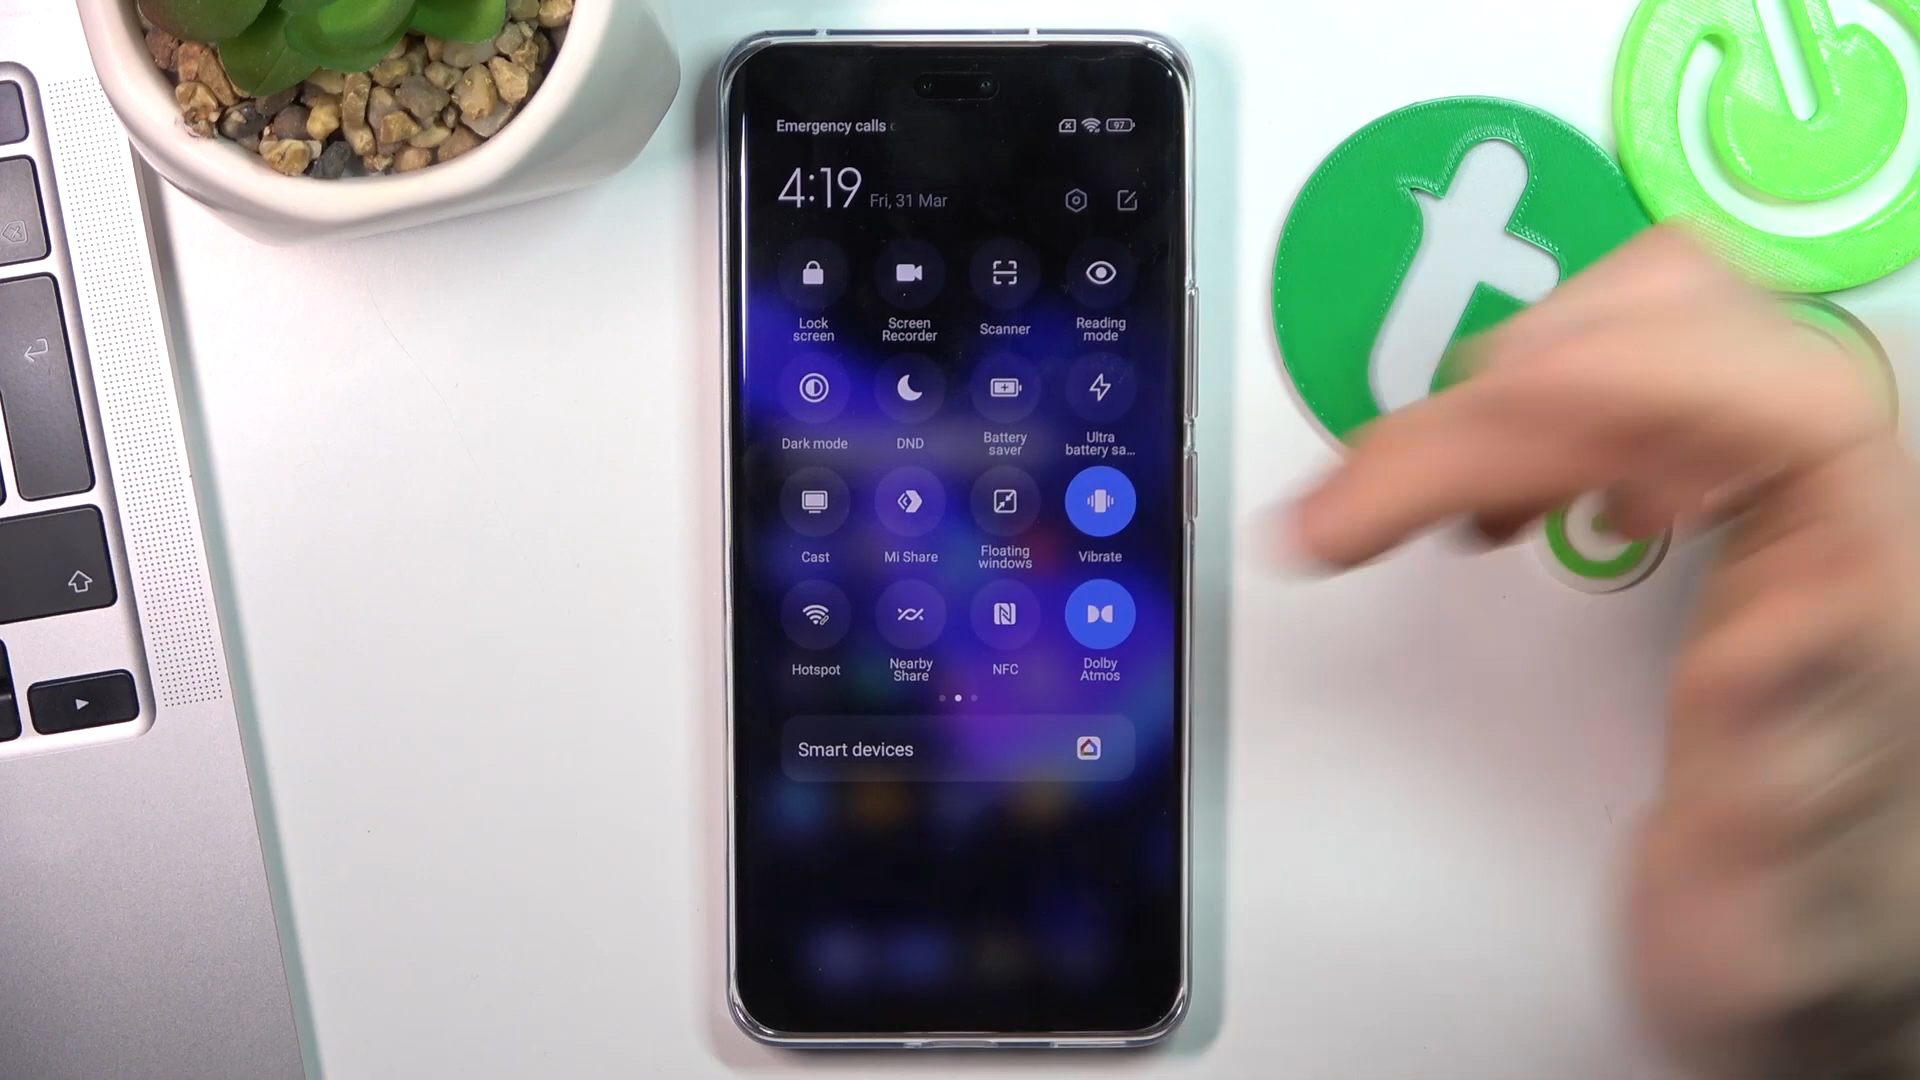 Emergency calls
97
4:19 Fri, 31 Mar
Lock
screen
Screen
Recorder
Scanner
Reading
mode
Dark mode
DND
Battery
saver
Ultra
battery sa...
Cast
Mi Share
Floating
windows
Vibrate
Hotspot
Nearby
Share
NFC
Dolby
Atmos
Smart devices